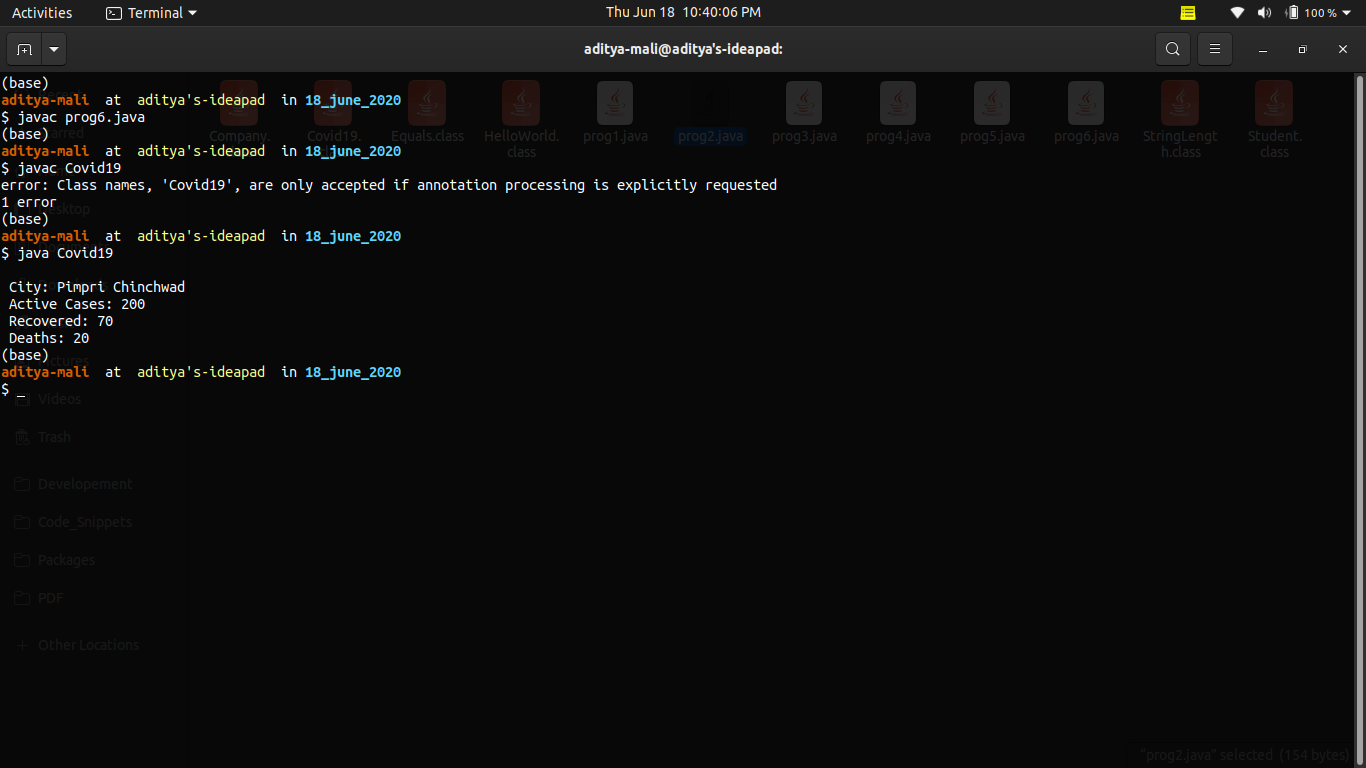 Activities Terminal Thu Jun 18 10:40:06 PM 100 %
aditya-mali@aditya's-ideapad:
(base)
aditya-mali at aditya's-ideapad in 18_june_2020
$ javac prog6.java
(base)
aditya-mali at aditya's-ideapad in 18_june_2020
$ javac Covid19
error: Class names, 'Covid19', are only accepted if annotation processing is explicitly requested
1 error
(base)
aditya-mali at aditya's-ideapad in 18_june_2020
$ java Covid19
City: Pimpri Chinchwad
Active Cases: 200
Recovered: 70
Deaths: 20
(base)
aditya-mali at aditya's-ideapad in 18_june_2020
$ _
Company. Covid19. Equals.class HelloWorld. prog1.java prog2.java prog3.java prog4.java prog5.java prog6.java StringLengt Student.
class h.class class
Videos
Trash
Developement
Code_Snippets
Packages
PDF
+ Other Locations
"prog2.java" selected (154 bytes)